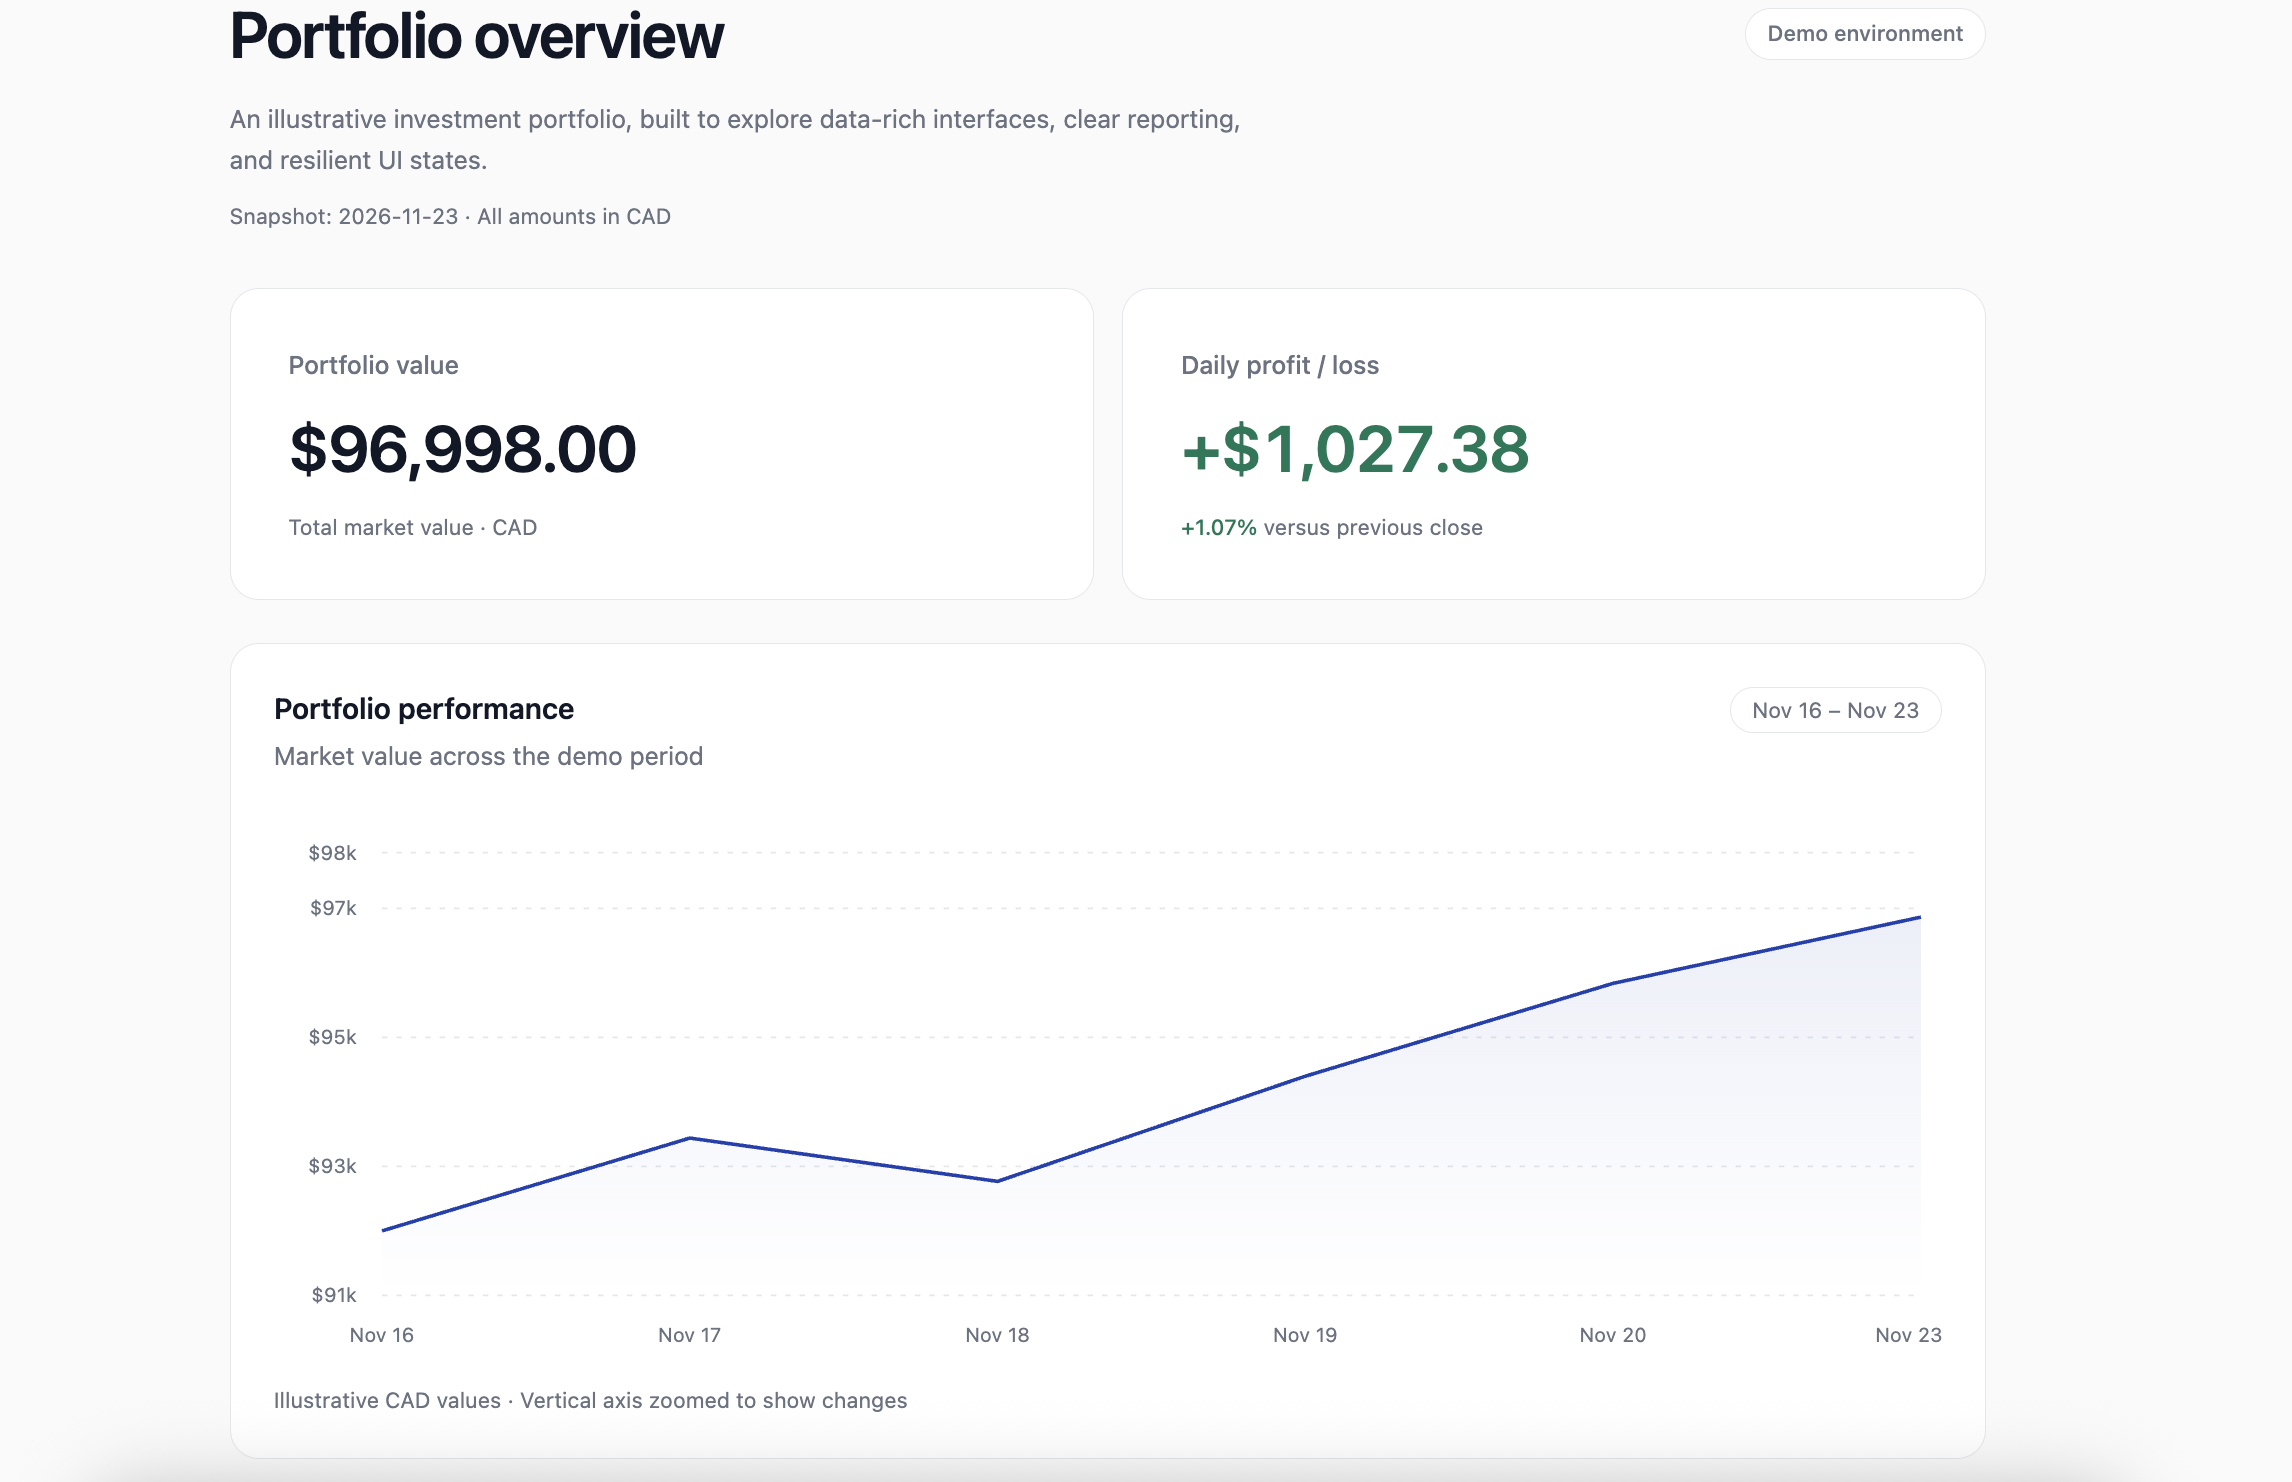 Portfolio overview
Demo environment
An illustrative investment portfolio, built to explore data-rich interfaces, clear reporting,
and resilient UI states.
Snapshot: 2026-11-23 · All amounts in CAD
Portfolio value
$96,998.00
Total market value · CAD
Daily profit / loss
+$1,027.38
+1.07% versus previous close
Portfolio performance
Nov 16 – Nov 23
Market value across the demo period
$98k
$97k
$95k
$93k
$91k
Nov 16
Nov 17
Nov 18
Nov 19
Nov 20
Nov 23
Illustrative CAD values · Vertical axis zoomed to show changes